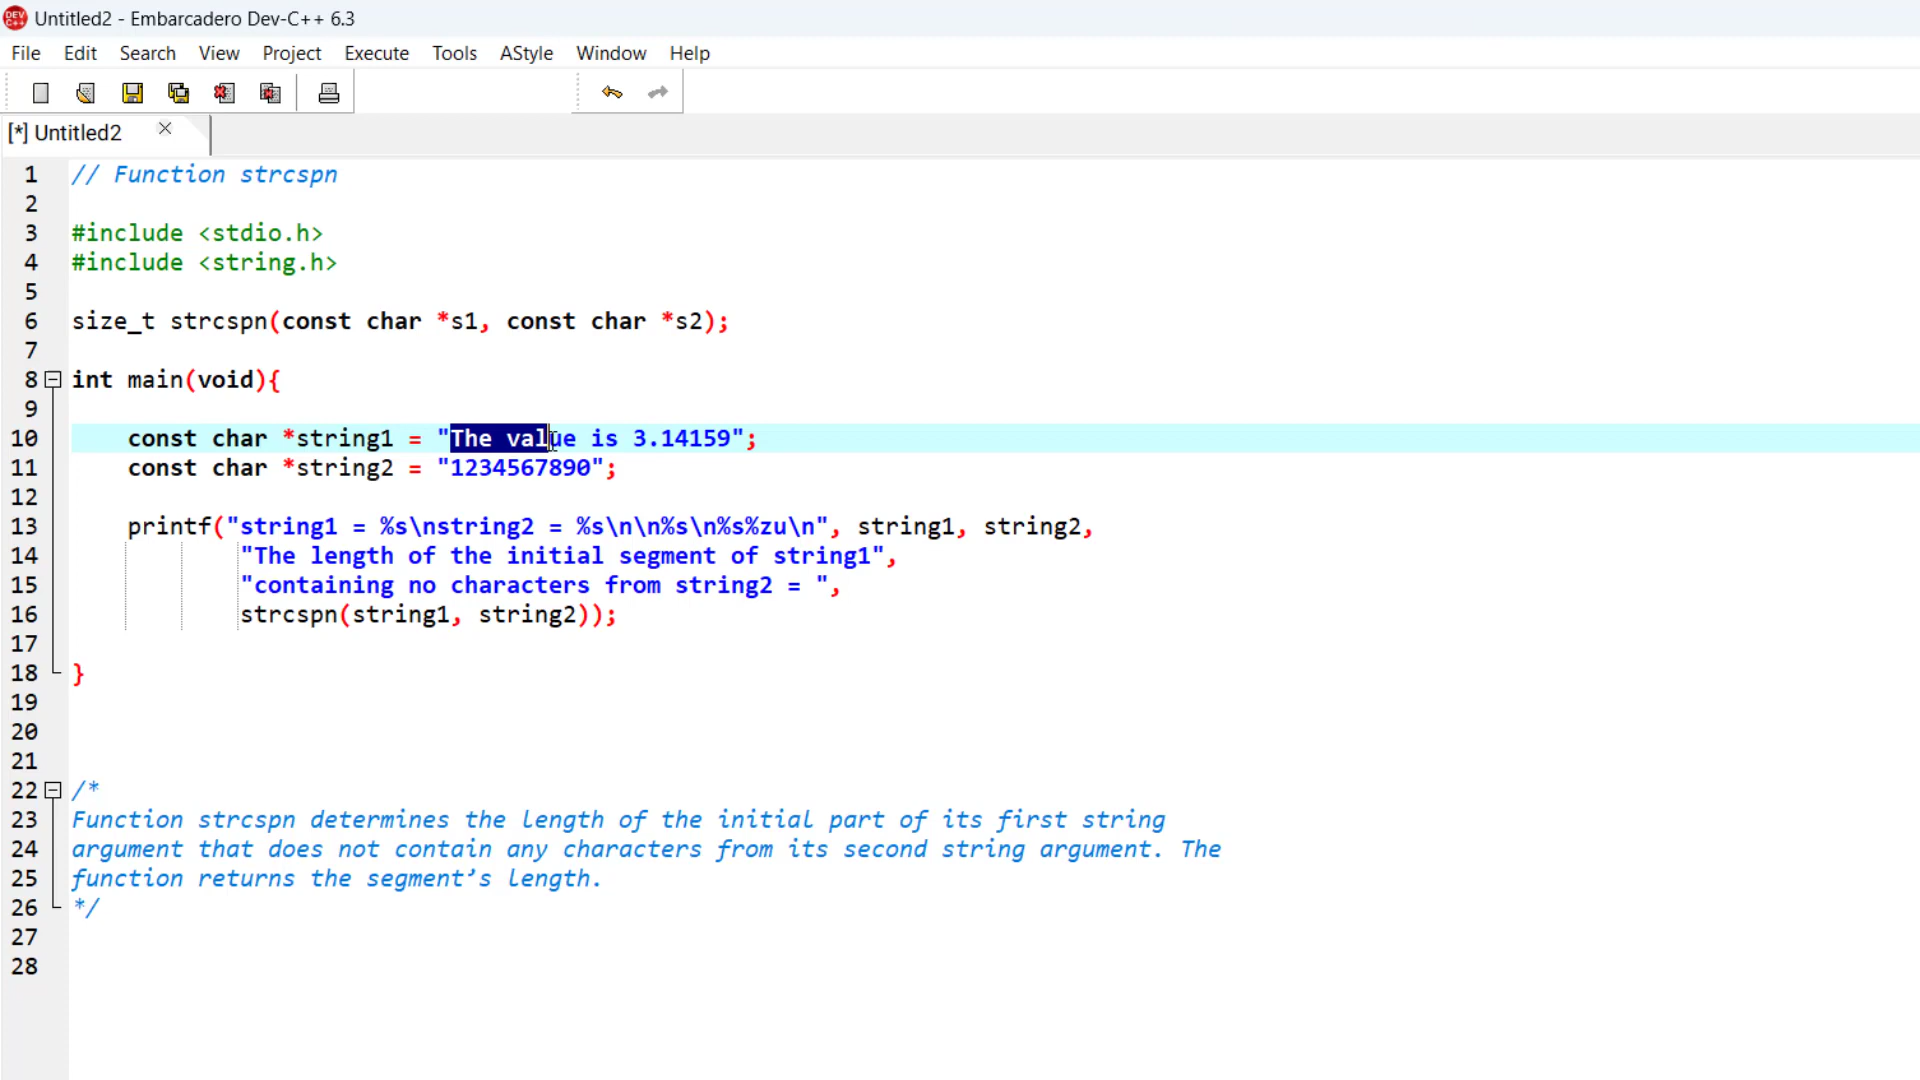 DEV C++ Untitled2 - Embarcadero Dev-C++ 6.3
File Edit Search View Project Execute Tools AStyle Window Help
[*] Untitled2
1 // Function strcspn
2
3 #include <stdio.h>
4 #include <string.h>
5
6 size_t strcspn(const char *s1, const char *s2);
7
8 int main(void){
9
10 const char *string1 = "The value is 3.14159";
11 const char *string2 = "1234567890";
12
13 printf("string1 = %s\nstring2 = %s\n\n%s\n%s%zu\n", string1, string2,
14 "The length of the initial segment of string1",
15 "containing no characters from string2 = ",
16 strcspn(string1, string2));
17
18 }
19
20
21
22 /*
23 Function strcspn determines the length of the initial part of its first string
24 argument that does not contain any characters from its second string argument. The
25 function returns the segment’s length.
26 */
27
28